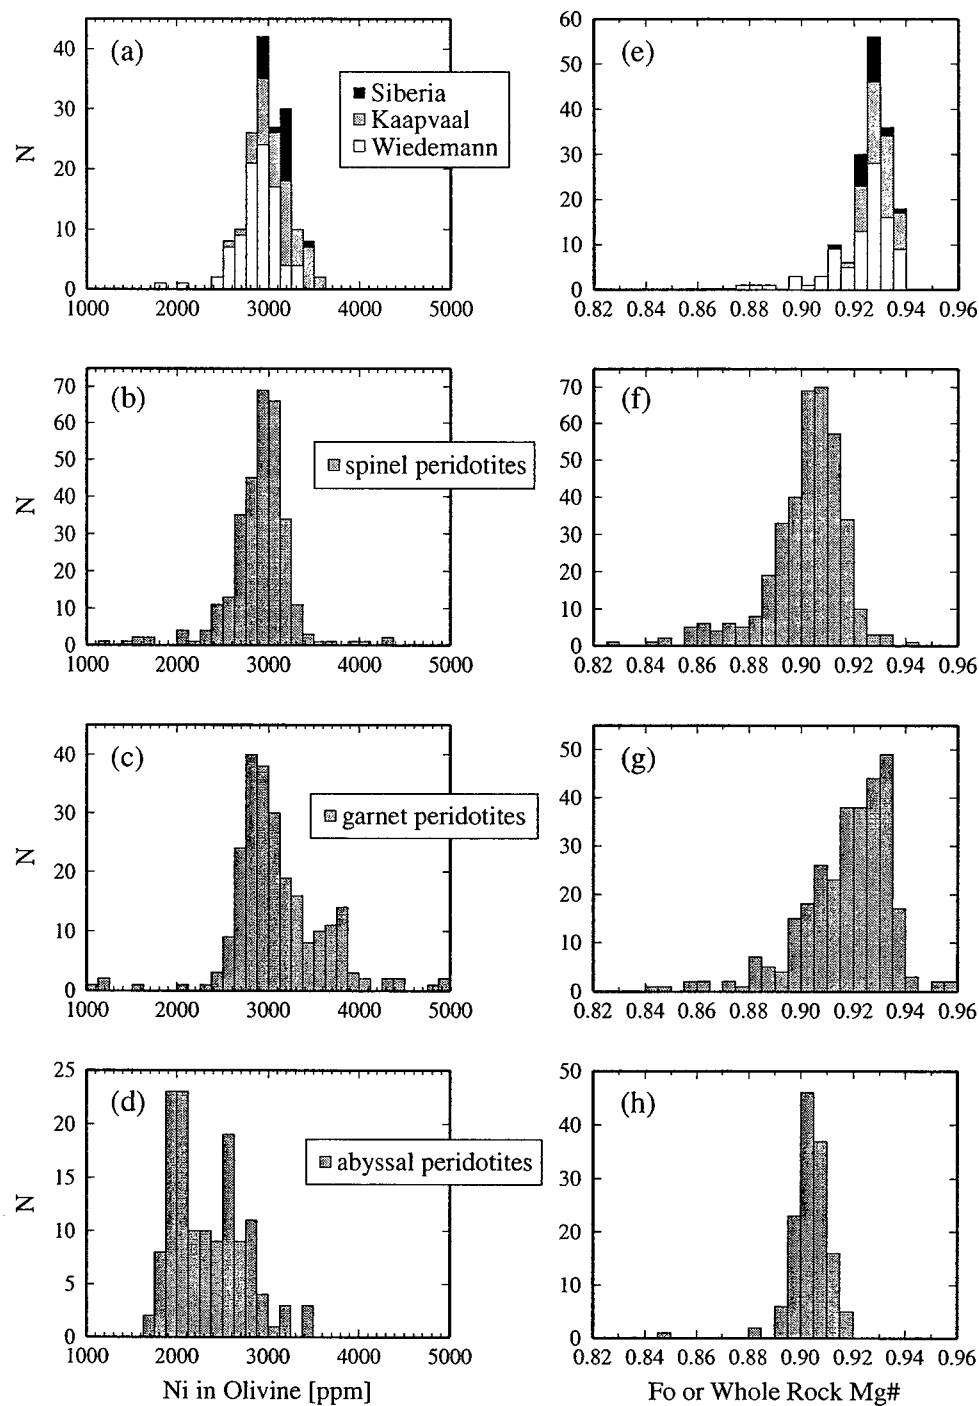 (a)
(e)
Siberia
Kaapvaal
Wiedemann
N
40
30
20
10
0
1000 2000 3000 4000 5000
60
50
40
30
20
10
0
0.82 0.84 0.86 0.88 0.90 0.92 0.94 0.96
(b)
(f)
spinel peridotites
N
70
60
50
40
30
20
10
0
1000 2000 3000 4000 5000
70
60
50
40
30
20
10
0
0.82 0.84 0.86 0.88 0.90 0.92 0.94 0.96
(c)
(g)
garnet peridotites
N
40
30
20
10
0
1000 2000 3000 4000 5000
50
40
30
20
10
0
0.82 0.84 0.86 0.88 0.90 0.92 0.94 0.96
(d)
(h)
abyssal peridotites
N
25
20
15
10
5
0
1000 2000 3000 4000 5000
Ni in Olivine [ppm]
50
40
30
20
10
0
0.82 0.84 0.86 0.88 0.90 0.92 0.94 0.96
Fo or Whole Rock Mg#